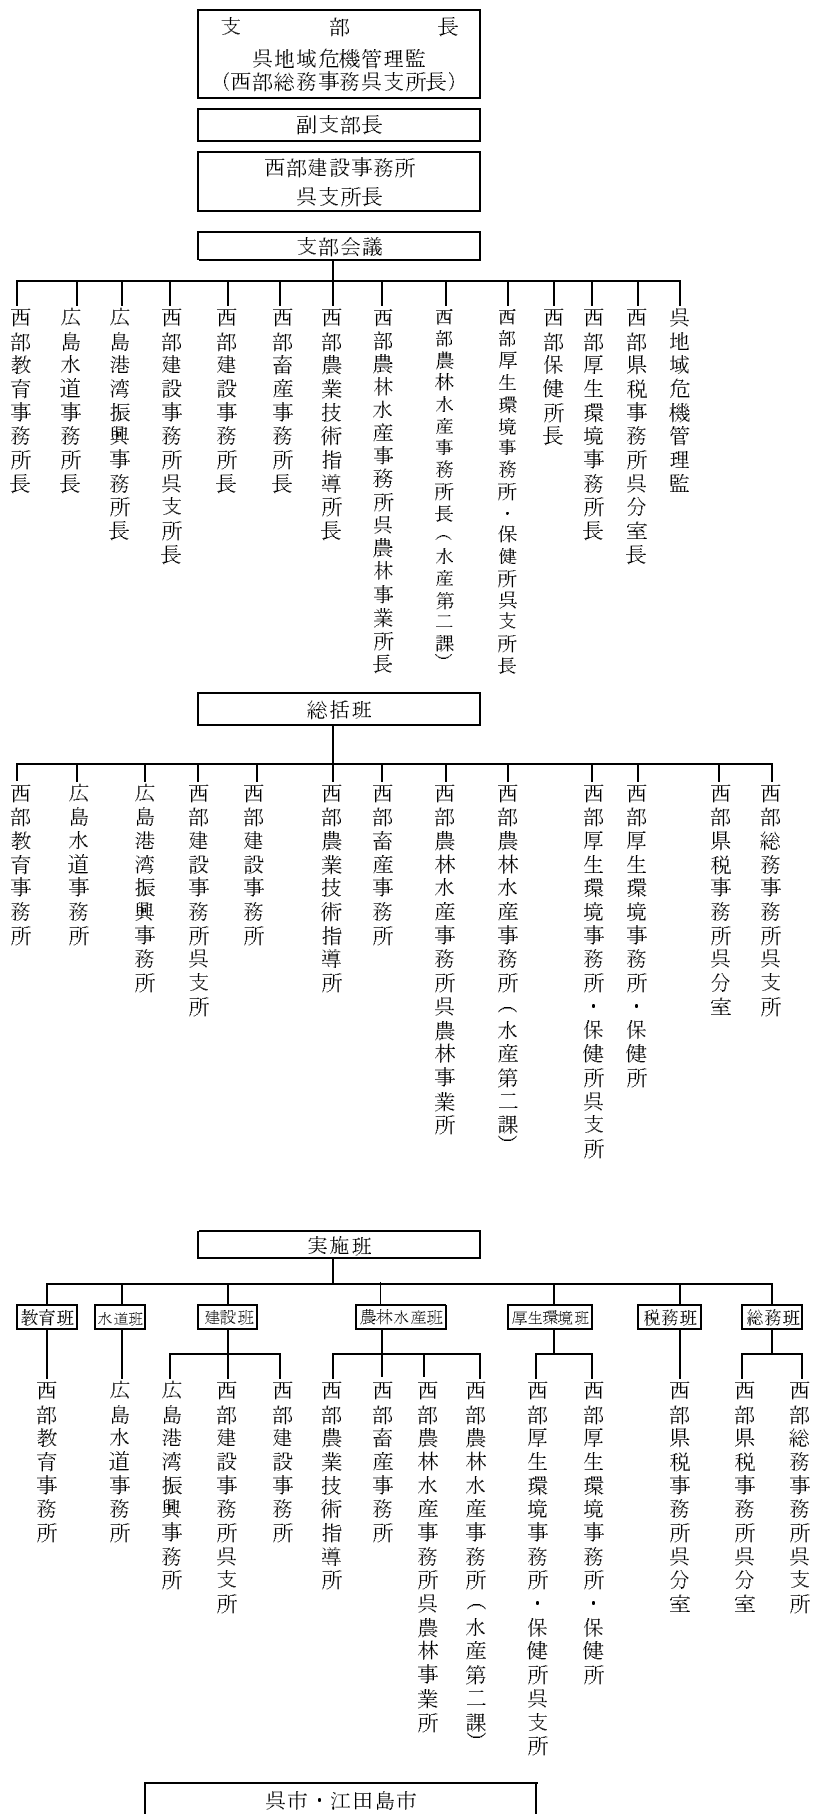 支部長
呉地域危機管理監
（西部総務事務呉支所長）
副支部長
西部建設事務所
呉支所長
支部会議
呉地域危機管理監
西部県税事務所呉分室長
西部厚生環境事務所長
西部保健所長
西部厚生環境事務所・保健所呉支所長
西部農林水産事務所長（水産第二課）
西部農林水産事務所呉農林事業所長
西部農業技術指導所長
西部畜産事務所長
西部建設事務所長
西部建設事務所呉支所長
広島港湾振興事務所長
広島水道事務所長
西部教育事務所長
総括班
西部総務事務所呉支所
西部県税事務所呉分室
西部厚生環境事務所・保健所
西部厚生環境事務所・保健所呉支所
西部農林水産事務所（水産第二課）
西部農林水産事務所呉農林事業所
西部畜産事務所
西部農業技術指導所
西部建設事務所
西部建設事務所呉支所
広島港湾振興事務所
広島水道事務所
西部教育事務所
実施班
総務班
税務班
厚生環境班
農林水産班
建設班
水道班
教育班
西部総務事務所呉支所
西部県税事務所呉分室
西部県税事務所呉分室
西部厚生環境事務所・保健所
西部厚生環境事務所・保健所呉支所
西部農林水産事務所（水産第二課）
西部農林水産事務所呉農林事業所
西部畜産事務所
西部農業技術指導所
西部建設事務所
西部建設事務所呉支所
広島港湾振興事務所
広島水道事務所
西部教育事務所
呉市・江田島市